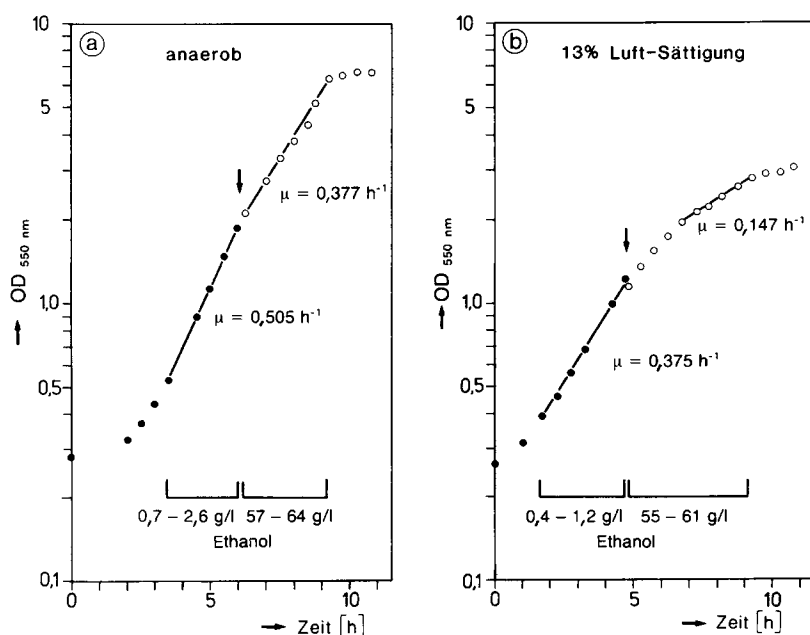 a
anaerob
10
5
1,0
0,5
0,1
OD 550 nm
μ = 0,377 h⁻¹
μ = 0,505 h⁻¹
0,7 – 2,6 g/l 57 – 64 g/l
Ethanol
0 5 10
Zeit [h]
b
13% Luft-Sättigung
10
5
1,0
0,5
0,1
OD 550 nm
μ = 0,147 h⁻¹
μ = 0,375 h⁻¹
0,4 – 1,2 g/l 55 – 61 g/l
Ethanol
0 5 10
Zeit [h]